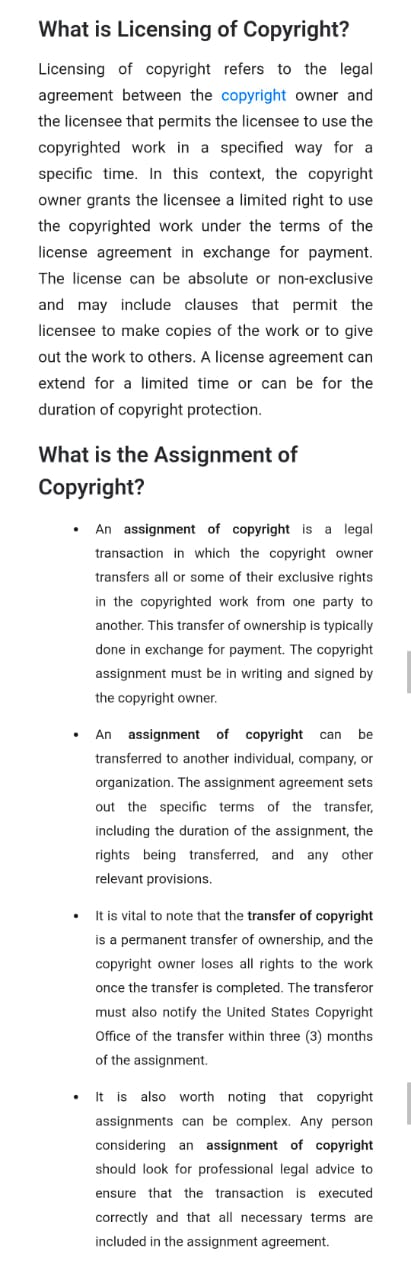 What is Licensing of Copyright?
Licensing of copyright refers to the legal
agreement between the copyright owner and
the licensee that permits the licensee to use the
copyrighted work in a specified way for a
specific time. In this context, the copyright
owner grants the licensee a limited right to use
the copyrighted work under the terms of the
license agreement in exchange for payment.
The license can be absolute or non-exclusive
and may include clauses that permit the
licensee to make copies of the work or to give
out the work to others. A license agreement can
extend for a limited time or can be for the
duration of copyright protection.
What is the Assignment of
Copyright?
• An assignment of copyright is a legal
transaction in which the copyright owner
transfers all or some of their exclusive rights
in the copyrighted work from one party to
another. This transfer of ownership is typically
done in exchange for payment. The copyright
assignment must be in writing and signed by
the copyright owner.
• An assignment of copyright can be
transferred to another individual, company, or
organization. The assignment agreement sets
out the specific terms of the transfer,
including the duration of the assignment, the
rights being transferred, and any other
relevant provisions.
• It is vital to note that the transfer of copyright
is a permanent transfer of ownership, and the
copyright owner loses all rights to the work
once the transfer is completed. The transferor
must also notify the United States Copyright
Office of the transfer within three (3) months
of the assignment.
• It is also worth noting that copyright
assignments can be complex. Any person
considering an assignment of copyright
should look for professional legal advice to
ensure that the transaction is executed
correctly and that all necessary terms are
included in the assignment agreement.